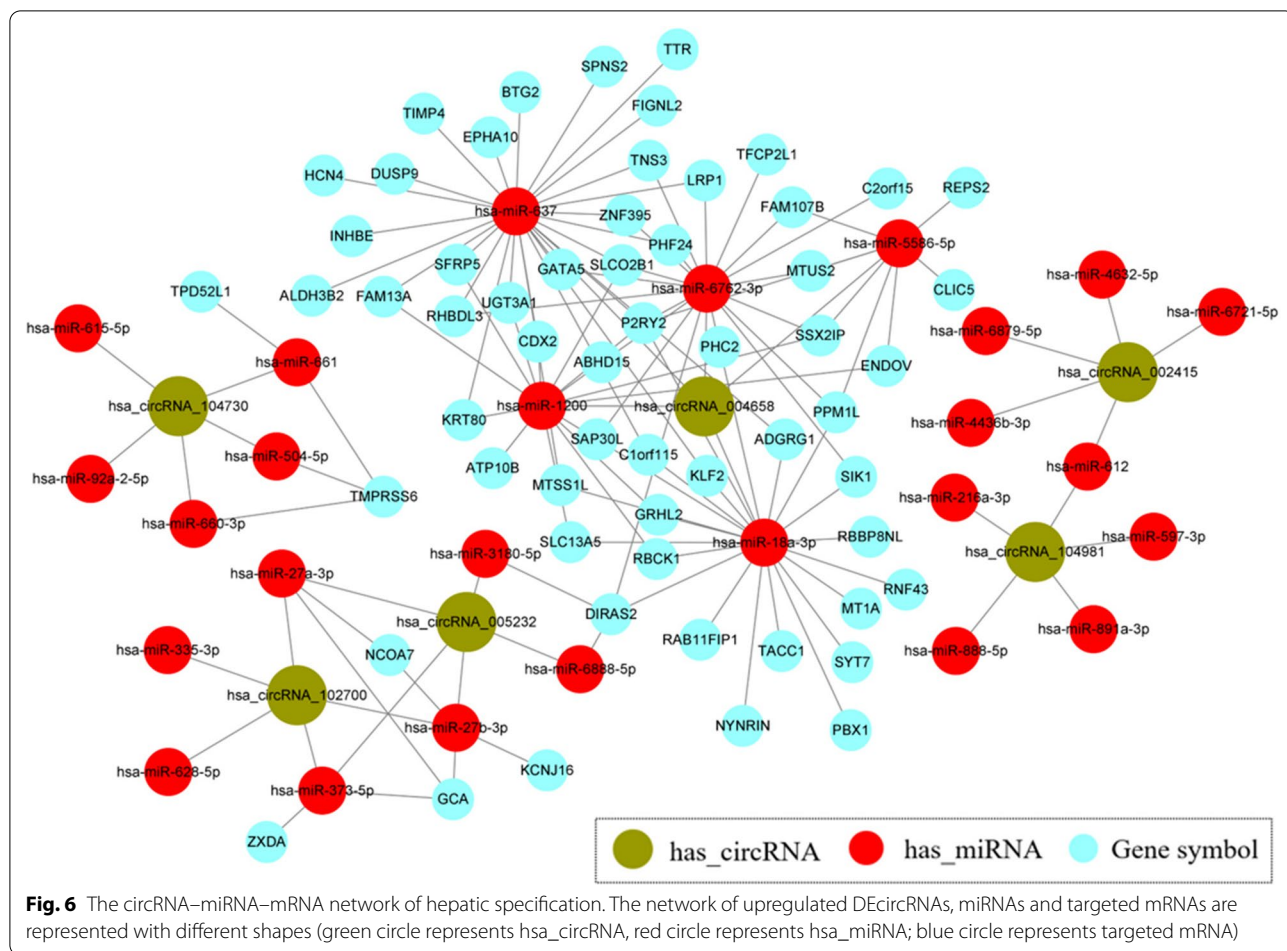 TTR
SPNS2
BTG2
FIGNL2
TIMP4
EPHA10
TNS3
TFCP2L1
HCN4
DUSP9
LRP1
C2orf15
REPS2
FAM107B
hsa-miR-637
ZNF395
INHBE
PHF24
hsa-miR-5586-5p
SFRP5
GATA5
SLCO2B1
MTUS2
hsa-miR-4632-5p
TPD52L1
ALDH3B2
FAM13A
UGT3A1
hsa-miR-6762-3p
CLIC5
hsa-miR-6721-5p
RHBDL3
P2RY2
hsa-miR-615-5p
CDX2
PHC2
SSX2IP
hsa-miR-6879-5p
hsa-miR-661
ABHD15
ENDOV
hsa_circRNA_002415
hsa_circRNA_104730
hsa-miR-1200
hsa_circRNA_004658
KRT80
PPM1L
hsa-miR-4436b-3p
SAP30L
ADGRG1
hsa-miR-504-5p
C1orf115
ATP10B
hsa-miR-612
hsa-miR-92a-2-5p
MTSS1L
KLF2
SIK1
TMPRSS6
hsa-miR-216a-3p
hsa-miR-660-3p
GRHL2
SLC13A5
hsa-miR-18a-3p
RBBP8NL
hsa-miR-597-3p
hsa-miR-3180-5p
RBCK1
hsa_circRNA_104981
hsa-miR-27a-3p
RNF43
MT1A
hsa_circRNA_005232
DIRAS2
hsa-miR-891a-3p
hsa-miR-335-3p
NCOA7
RAB11FIP1
TACC1
hsa-miR-888-5p
SYT7
hsa-miR-6888-5p
hsa_circRNA_102700
NYNRIN
PBX1
hsa-miR-27b-3p
hsa-miR-628-5p
KCNJ16
hsa-miR-373-5p
GCA
ZXDA
has_circRNA
has_miRNA
Gene symbol
Fig. 6 The circRNA–miRNA–mRNA network of hepatic specification. The network of upregulated DEcircRNAs, miRNAs and targeted mRNAs are
represented with different shapes (green circle represents hsa_circRNA, red circle represents hsa_miRNA; blue circle represents targeted mRNA)